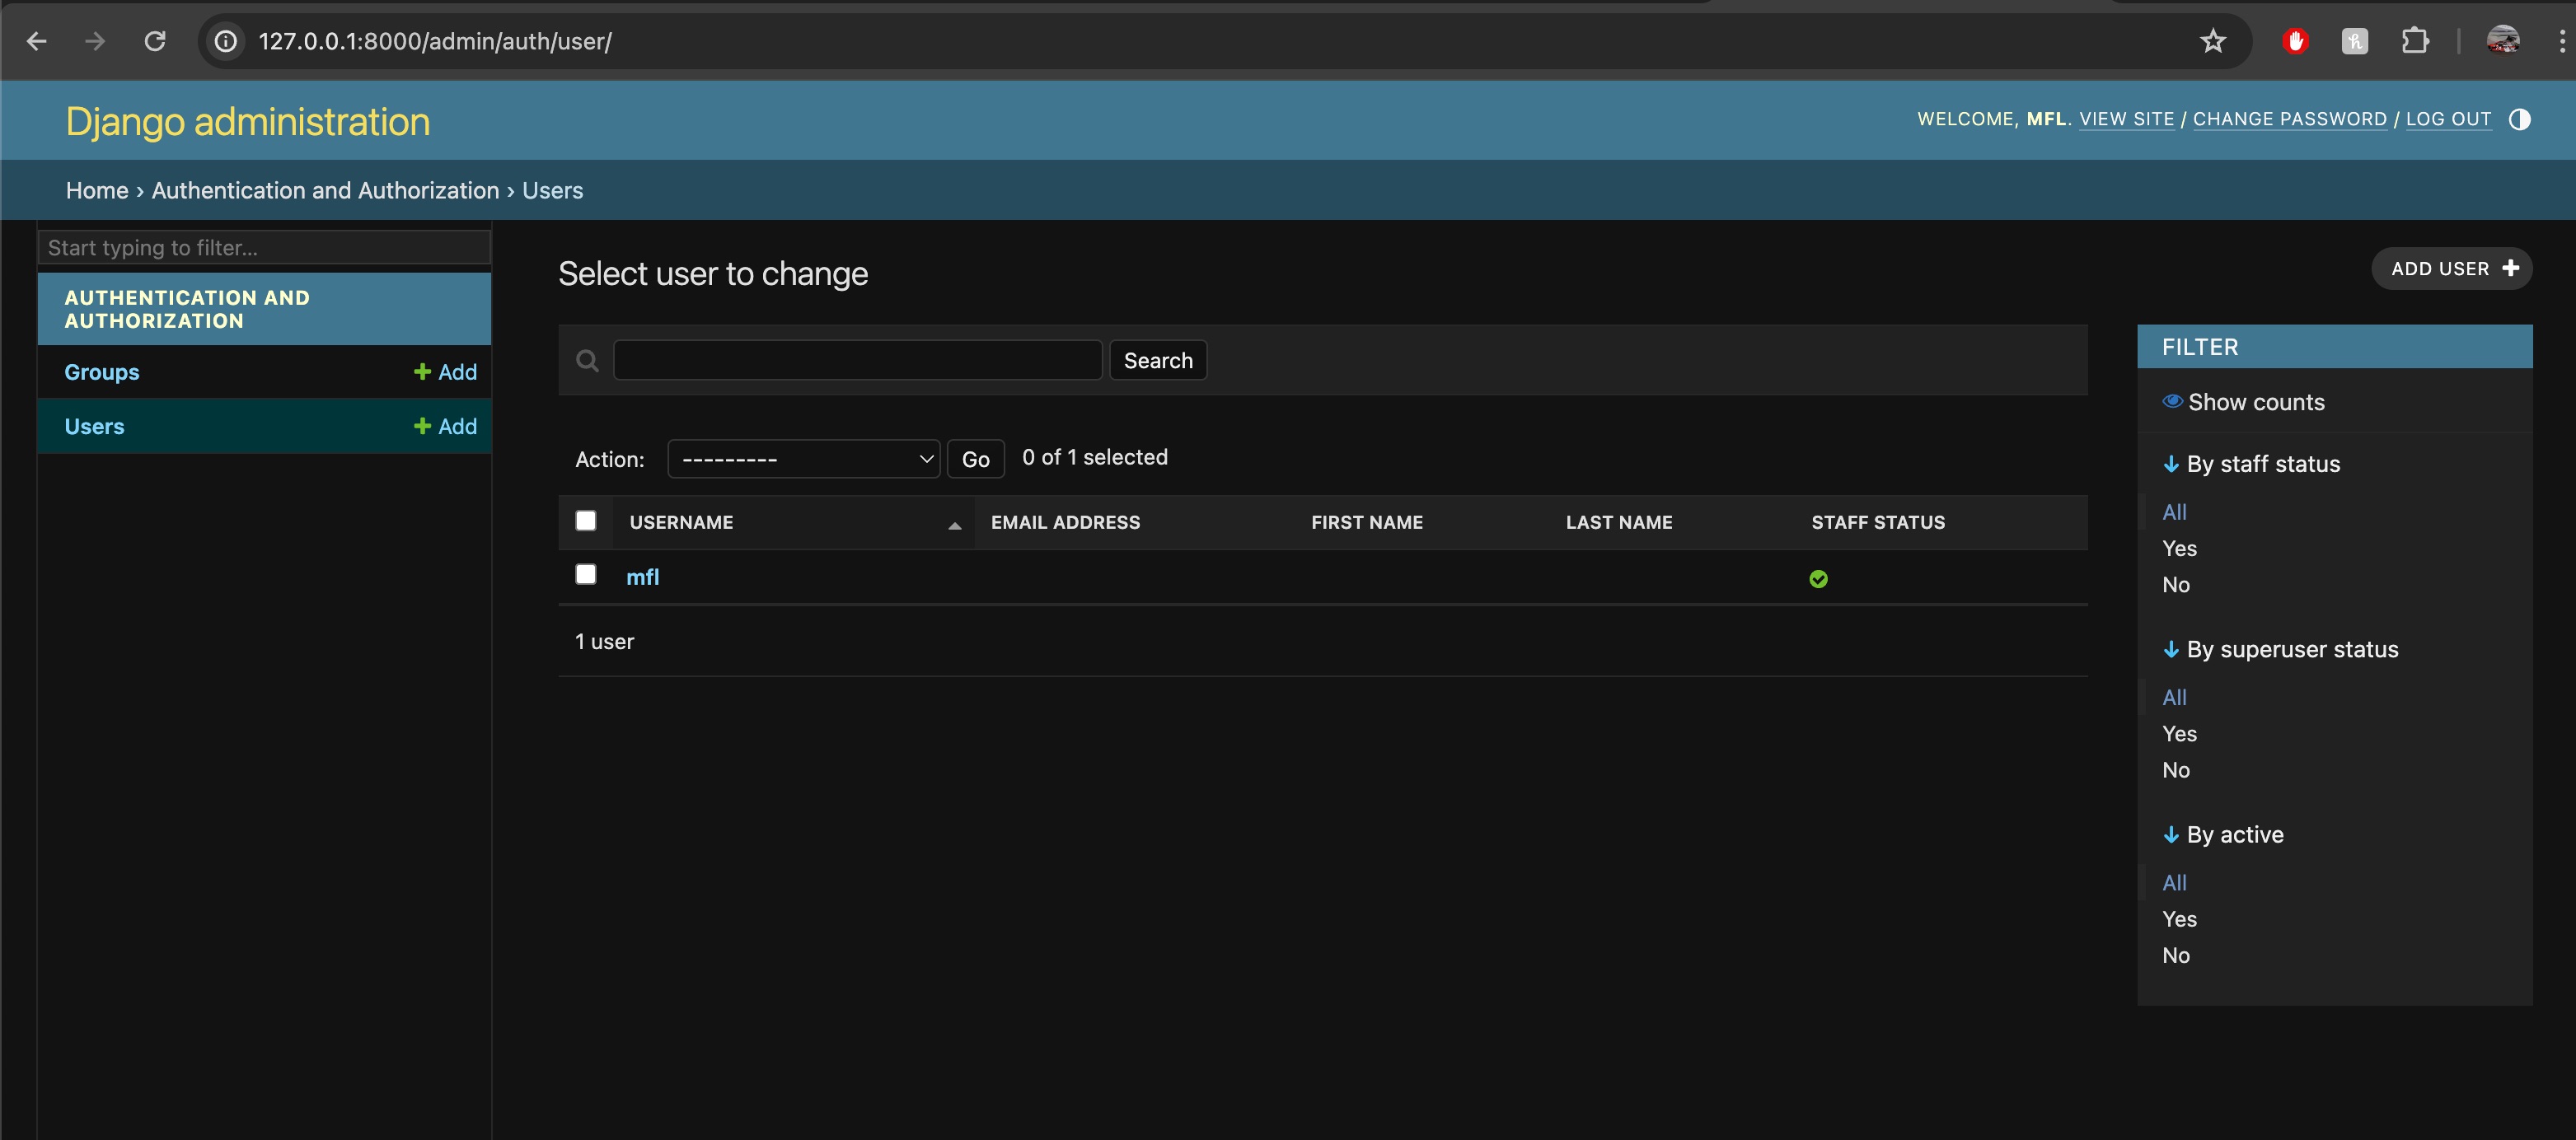 127.0.0.1:8000/admin/auth/user/
Django administration
WELCOME, MFL. VIEW SITE / CHANGE PASSWORD / LOG OUT
Home › Authentication and Authorization › Users
Start typing to filter...
AUTHENTICATION AND
AUTHORIZATION
Groups
Add
Users
Add
Select user to change
ADD USER
Search
Action:
---------
Go
0 of 1 selected
USERNAME
EMAIL ADDRESS
FIRST NAME
LAST NAME
STAFF STATUS
mfl
1 user
FILTER
Show counts
By staff status
All
Yes
No
By superuser status
All
Yes
No
By active
All
Yes
No